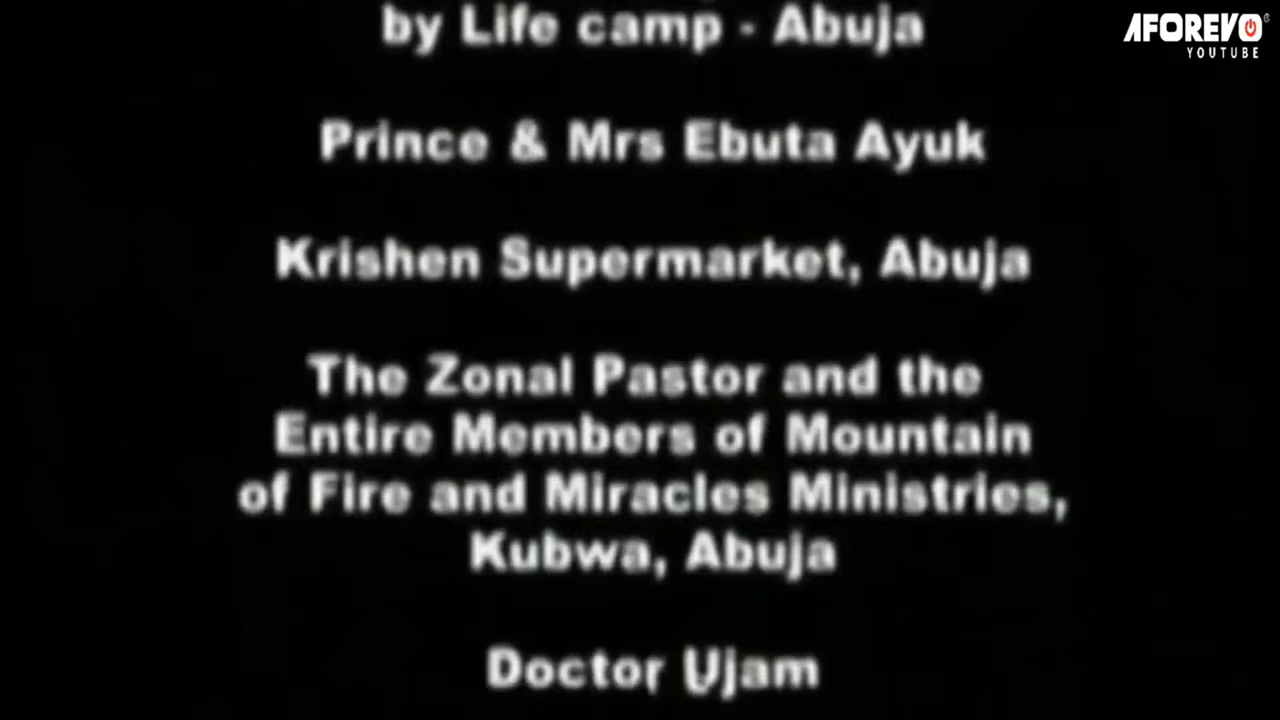 AFOREVO
YOUTUBE
by Life camp - Abuja
Prince & Mrs Ebuta Ayuk
Krishen Supermarket, Abuja
The Zonal Pastor and the
Entire Members of Mountain
of Fire and Miracles Ministries,
Kubwa, Abuja
Doctor Ujam